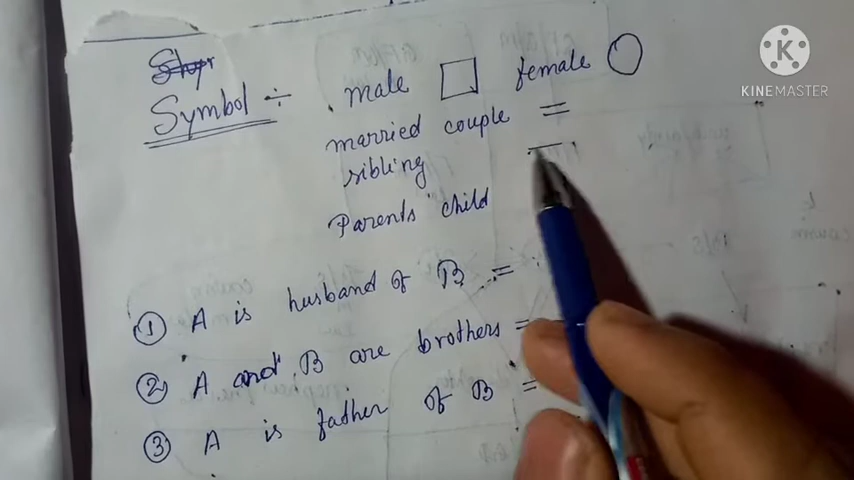 Symbol ÷ male □ female ○
married couple =
sibling —
Parents child
① A is husband of B =
② A and B are brothers =
③ A is father of B =
KINEMASTER